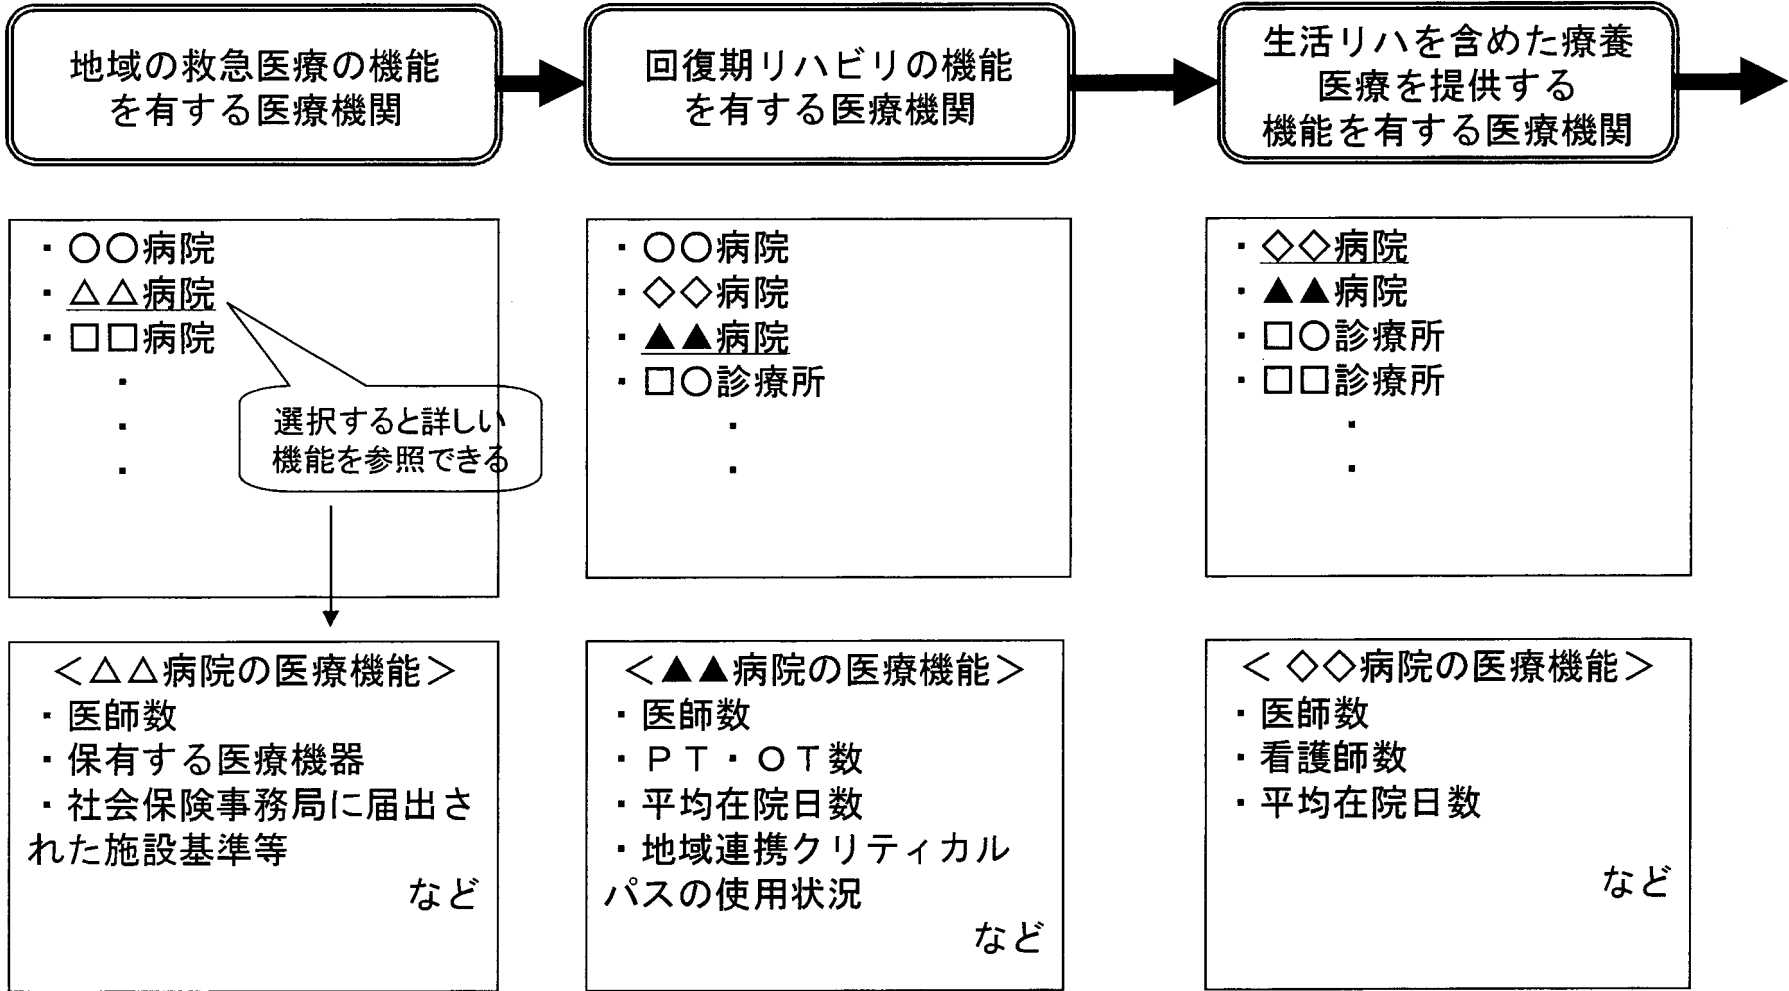 地域の救急医療の機能
を有する医療機関
回復期リハビリの機能
を有する医療機関
生活リハを含めた療養
医療を提供する
機能を有する医療機関
・○○病院
・△△病院
・□□病院
・
・
・
選択すると詳しい
機能を参照できる
・○○病院
・◇◇病院
・▲▲病院
・□○診療所
・
・
・◇◇病院
・▲▲病院
・□○診療所
・□□診療所
・
・
＜△△病院の医療機能＞
・医師数
・保有する医療機器
・社会保険事務局に届出さ
れた施設基準等
など
＜▲▲病院の医療機能＞
・医師数
・ＰＴ・ＯＴ数
・平均在院日数
・地域連携クリティカル
パスの使用状況
など
＜ ◇◇病院の医療機能＞
・医師数
・看護師数
・平均在院日数
など